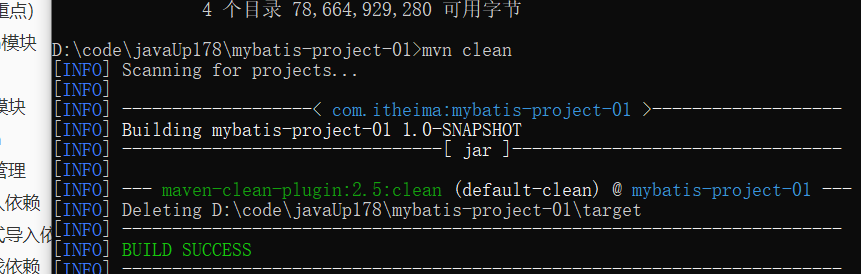 重点)
模块
模块
管理
入依赖
式导入依
找依赖
4 个目录 78,664,929,280 可用字节
D:\code\javaUp178\mybatis-project-01>mvn clean
[INFO] Scanning for projects...
[INFO]
[INFO] -------------------< com.itheima:mybatis-project-01 >-------------------
[INFO] Building mybatis-project-01 1.0-SNAPSHOT
[INFO] --------------------------------[ jar ]---------------------------------
[INFO]
[INFO] --- maven-clean-plugin:2.5:clean (default-clean) @ mybatis-project-01 ---
[INFO] Deleting D:\code\javaUp178\mybatis-project-01\target
[INFO] ------------------------------------------------------------------------
[INFO] BUILD SUCCESS
[INFO] ------------------------------------------------------------------------